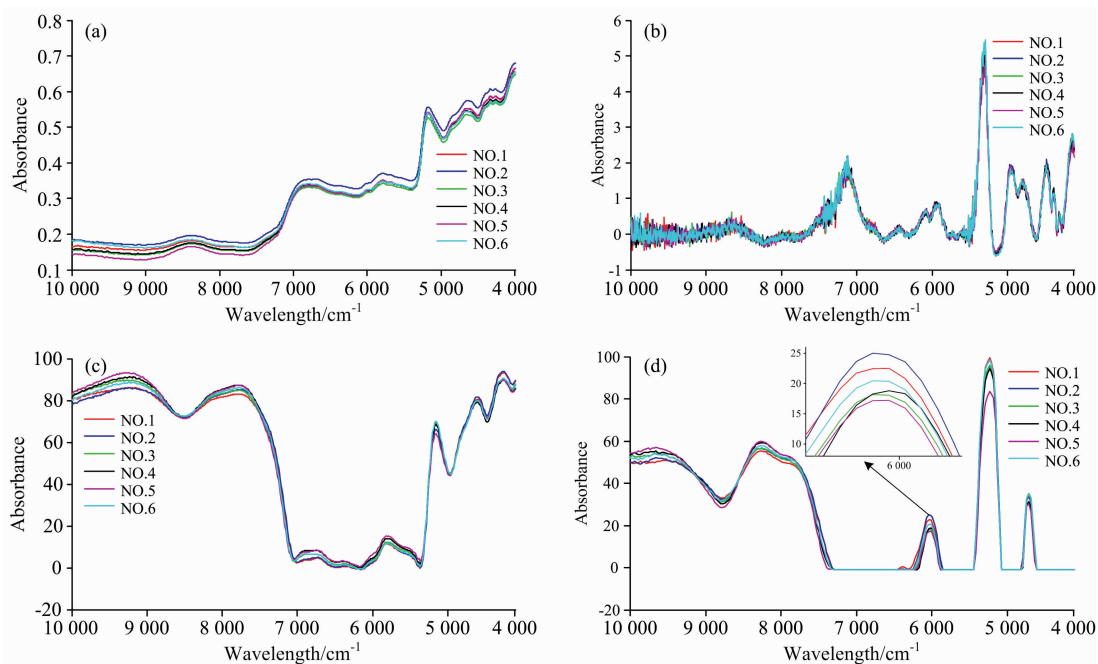 (a)
0.8
0.7
0.6
0.5
0.4
0.3
0.2
0.1
Absorbance
NO.1
NO.2
NO.3
NO.4
NO.5
NO.6
10 000 9 000 8 000 7 000 6 000 5 000 4 000
Wavelength/cm-1
(b)
6
5
4
3
2
1
0
-1
Absorbance
NO.1
NO.2
NO.3
NO.4
NO.5
NO.6
10 000 9 000 8 000 7 000 6 000 5 000 4 000
Wavelength/cm-1
(c)
100
80
60
40
20
0
-20
Absorbance
NO.1
NO.2
NO.3
NO.4
NO.5
NO.6
10 000 9 000 8 000 7 000 6 000 5 000 4 000
Wavelength/cm-1
(d)
100
80
60
40
20
0
-20
Absorbance
25
20
15
10
6 000
NO.1
NO.2
NO.3
NO.4
NO.5
NO.6
10 000 9 000 8 000 7 000 6 000 5 000 4 000
Wavelength/cm-1